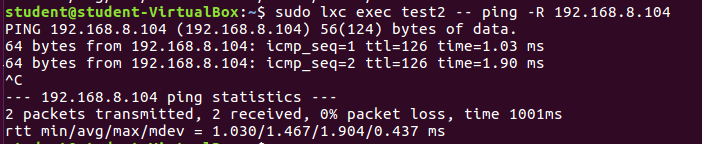 student@student-VirtualBox:~$ sudo lxc exec test2 -- ping -R 192.168.8.104
PING 192.168.8.104 (192.168.8.104) 56(124) bytes of data.
64 bytes from 192.168.8.104: icmp_seq=1 ttl=126 time=1.03 ms
64 bytes from 192.168.8.104: icmp_seq=2 ttl=126 time=1.90 ms
^C
--- 192.168.8.104 ping statistics ---
2 packets transmitted, 2 received, 0% packet loss, time 1001ms
rtt min/avg/max/mdev = 1.030/1.467/1.904/0.437 ms